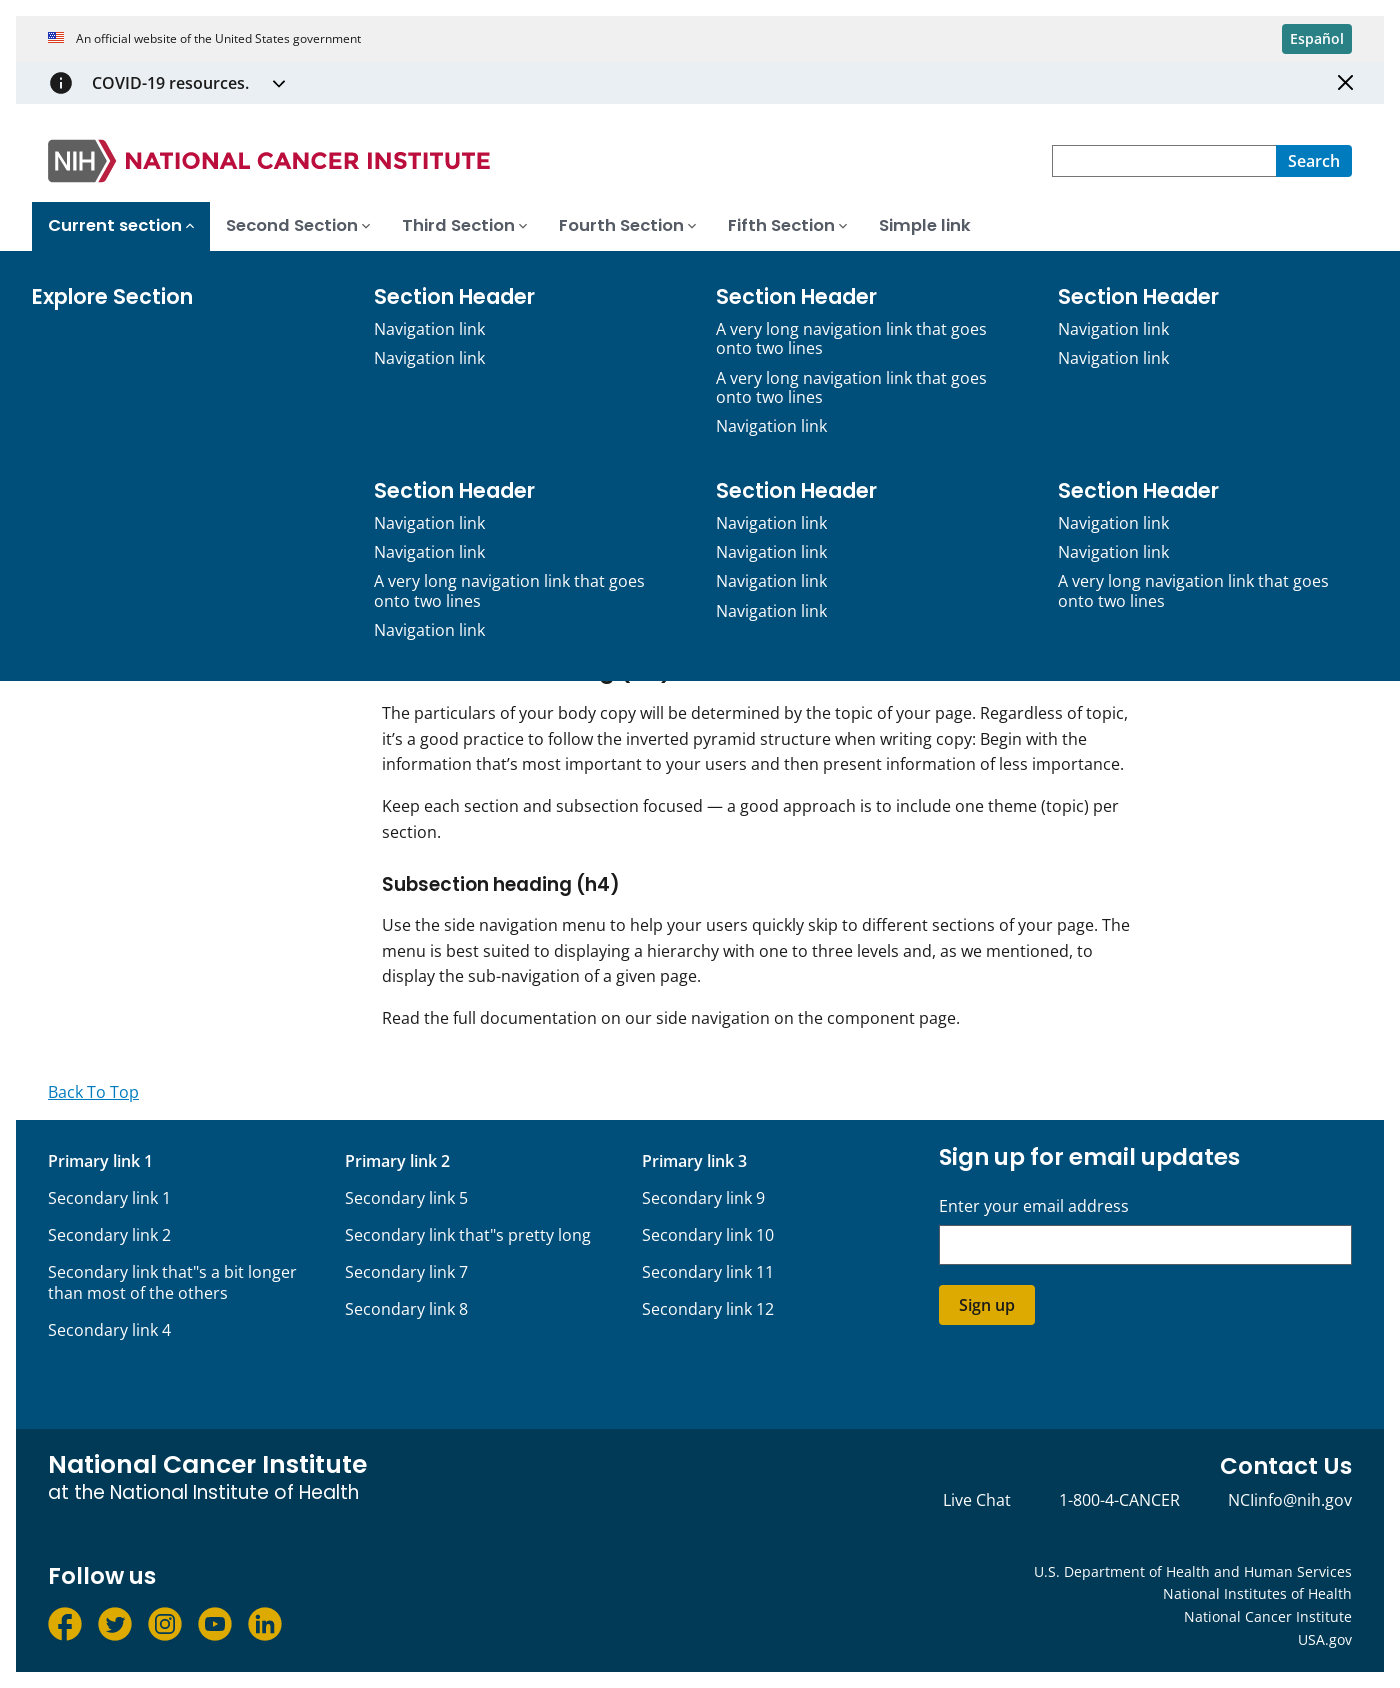 An official website of the United States government
Español
COVID-19 resources.
NIH NATIONAL CANCER INSTITUTE
Search
Current section
Second Section
Third Section
Fourth Section
Fifth Section
Simple link
Explore Section
Section Header
Navigation link
Navigation link
Section Header
A very long navigation link that goes
onto two lines
A very long navigation link that goes
onto two lines
Navigation link
Section Header
Navigation link
Navigation link
Section Header
Navigation link
Navigation link
A very long navigation link that goes
onto two lines
Navigation link
Section Header
Navigation link
Navigation link
Navigation link
Navigation link
Section Header
Navigation link
Navigation link
A very long navigation link that goes
onto two lines
The particulars of your body copy will be determined by the topic of your page. Regardless of topic,
it’s a good practice to follow the inverted pyramid structure when writing copy: Begin with the
information that’s most important to your users and then present information of less importance.
Keep each section and subsection focused — a good approach is to include one theme (topic) per
section.
Subsection heading (h4)
Use the side navigation menu to help your users quickly skip to different sections of your page. The
menu is best suited to displaying a hierarchy with one to three levels and, as we mentioned, to
display the sub-navigation of a given page.
Read the full documentation on our side navigation on the component page.
Back To Top
Primary link 1
Secondary link 1
Secondary link 2
Secondary link that"s a bit longer
than most of the others
Secondary link 4
Primary link 2
Secondary link 5
Secondary link that"s pretty long
Secondary link 7
Secondary link 8
Primary link 3
Secondary link 9
Secondary link 10
Secondary link 11
Secondary link 12
Sign up for email updates
Enter your email address
Sign up
National Cancer Institute
at the National Institute of Health
Contact Us
Live Chat
1-800-4-CANCER
NCIinfo@nih.gov
Follow us
U.S. Department of Health and Human Services
National Institutes of Health
National Cancer Institute
USA.gov